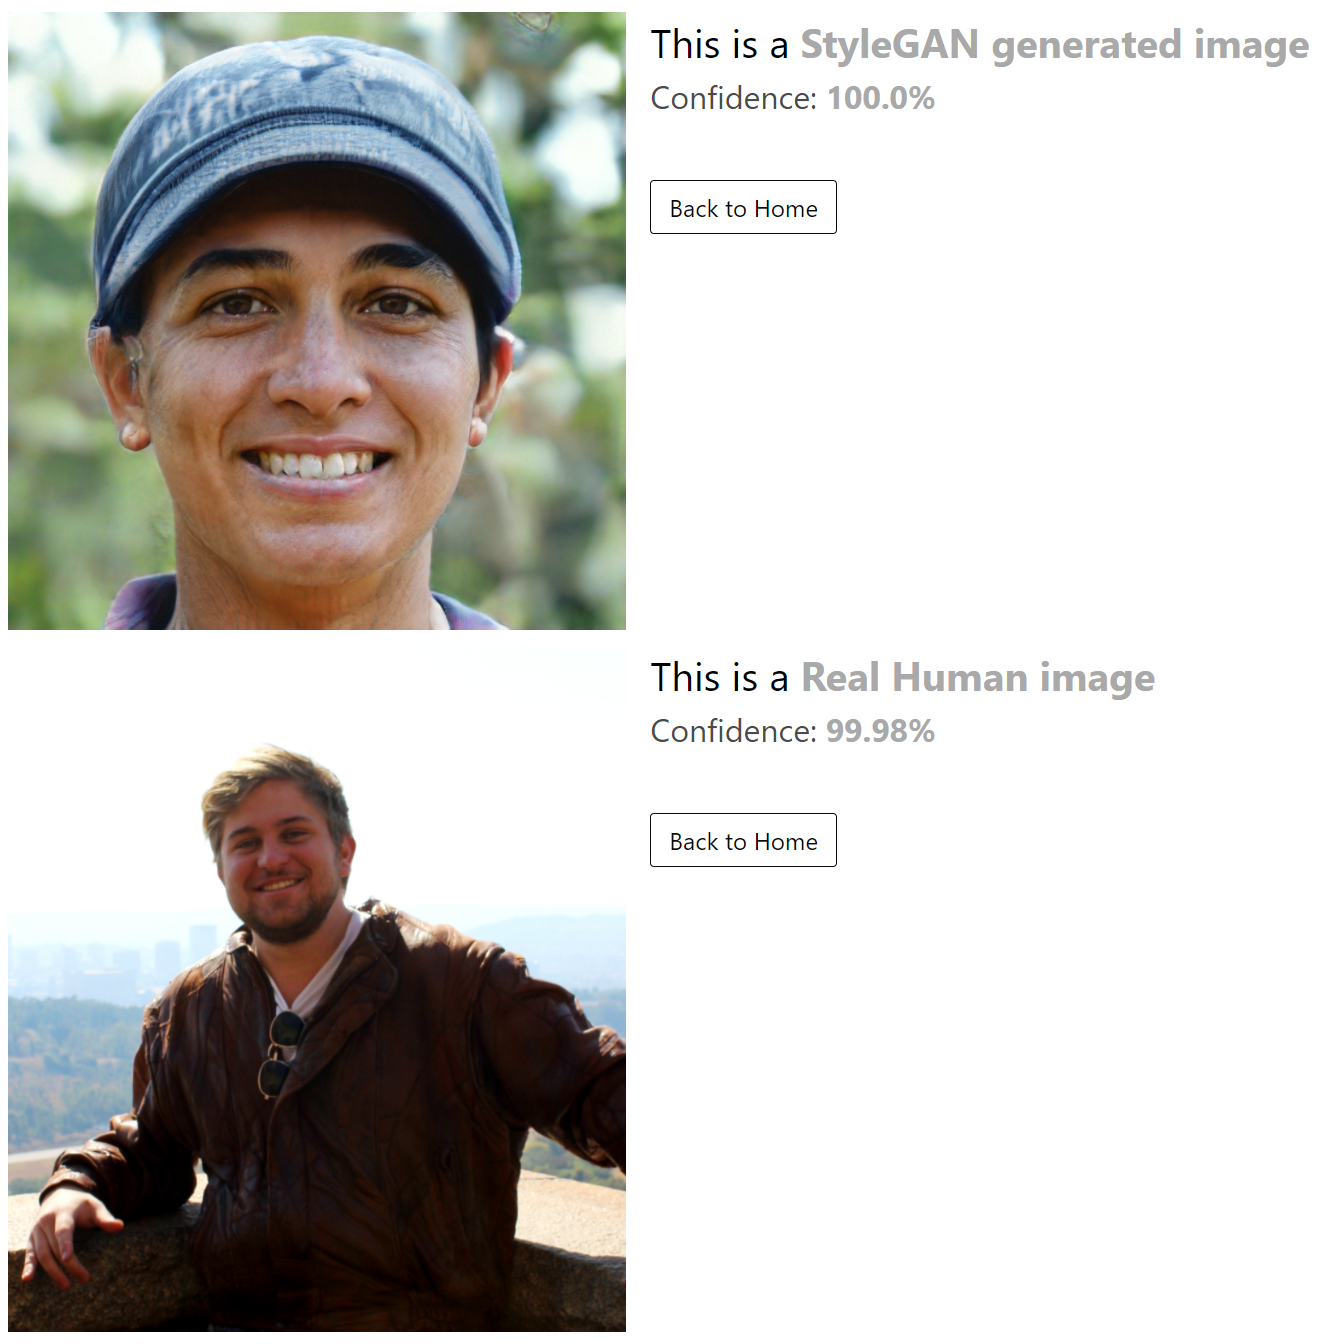 This is a StyleGAN generated image
Confidence: 100.0%
Back to Home
This is a Real Human image
Confidence: 99.98%
Back to Home